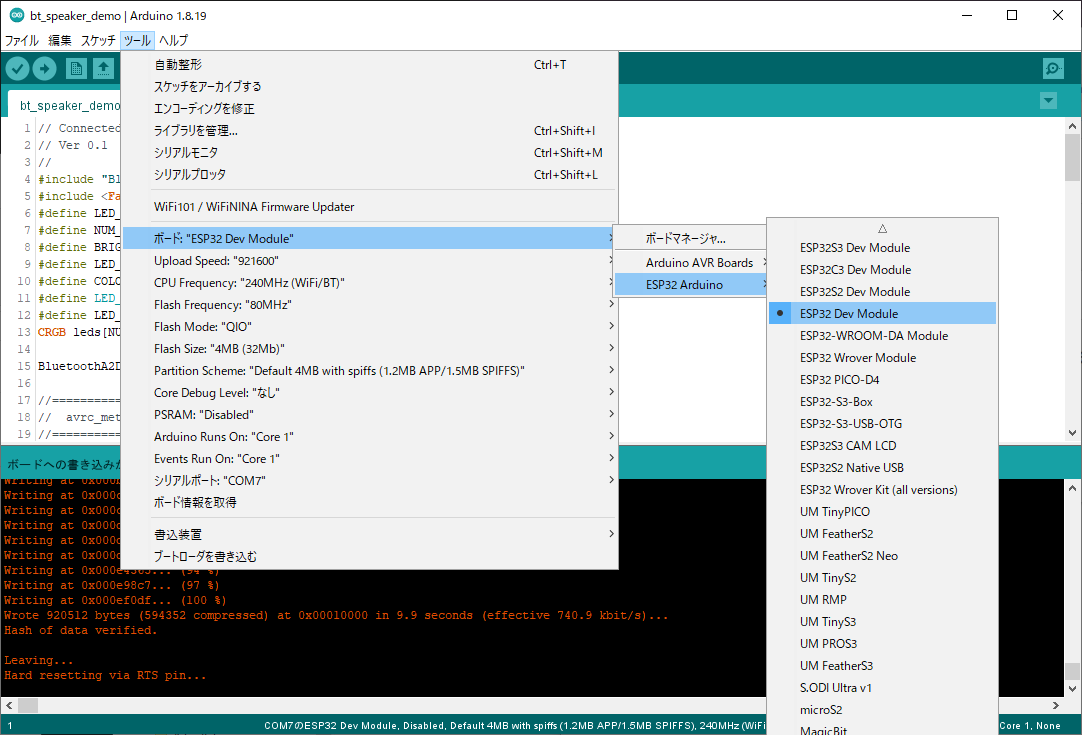 bt_speaker_demo | Arduino 1.8.19
ファイル 編集 スケッチ ツール ヘルプ
bt_speaker_demo
1 // Connected
2 // Ver 0.1
3 //
4 #include "Bl
5 #include <Fa
6 #define LED_
7 #define NUM_
8 #define BRIG
9 #define LED_
10 #define COLO
11 #define LED_
12 #define LED_
13 CRGB leds[NU
14
15 BluetoothA2D
16
17 //===========
18 //  avrc_met
19 //===========
自動整形 Ctrl+T
スケッチをアーカイブする
エンコーディングを修正
ライブラリを管理... Ctrl+Shift+I
シリアルモニタ Ctrl+Shift+M
シリアルプロッタ Ctrl+Shift+L
WiFi101 / WiFiNINA Firmware Updater
ボード: "ESP32 Dev Module"
Upload Speed: "921600"
CPU Frequency: "240MHz (WiFi/BT)"
Flash Frequency: "80MHz"
Flash Mode: "QIO"
Flash Size: "4MB (32Mb)"
Partition Scheme: "Default 4MB with spiffs (1.2MB APP/1.5MB SPIFFS)"
Core Debug Level: "なし"
PSRAM: "Disabled"
Arduino Runs On: "Core 1"
Events Run On: "Core 1"
シリアルポート: "COM7"
ボード情報を取得
書込装置
ブートローダを書き込む
ボードマネージャ...
Arduino AVR Boards
ESP32 Arduino
ESP32S3 Dev Module
ESP32C3 Dev Module
ESP32S2 Dev Module
ESP32 Dev Module
ESP32-WROOM-DA Module
ESP32 Wrover Module
ESP32 PICO-D4
ESP32-S3-Box
ESP32-S3-USB-OTG
ESP32S3 CAM LCD
ESP32S2 Native USB
ESP32 Wrover Kit (all versions)
UM TinyPICO
UM FeatherS2
UM FeatherS2 Neo
UM TinyS2
UM RMP
UM TinyS3
UM PROS3
UM FeatherS3
S.ODI Ultra v1
microS2
MagicBit
ボードへの書き込みが
Writing at 0x000
Writing at 0x000
Writing at 0x000
Writing at 0x000
Writing at 0x000
Writing at 0x000
Writing at (94 %)
Writing at 0x000e98c7... (97 %)
Writing at 0x000ef0df... (100 %)
Wrote 920512 bytes (594352 compressed) at 0x00010000 in 9.9 seconds (effective 740.9 kbit/s)...
Hash of data verified.
Leaving...
Hard resetting via RTS pin...
1 COM7のESP32 Dev Module, Disabled, Default 4MB with spiffs (1.2MB APP/1.5MB SPIFFS), 240MHz (WiFi Core 1, None